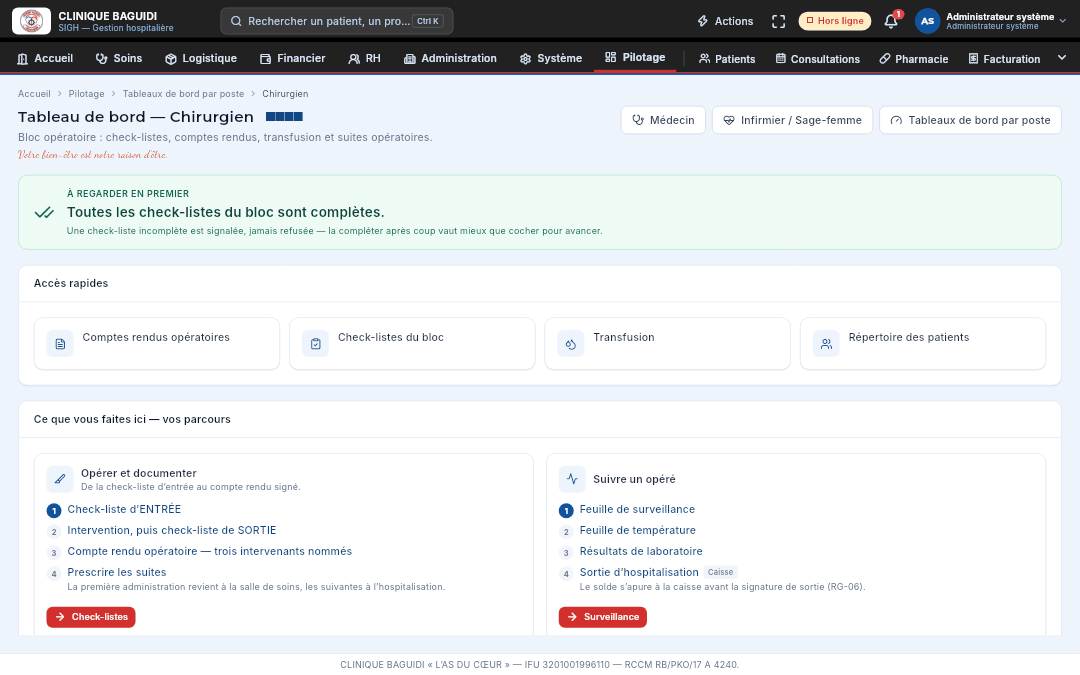 CLINIQUE BAGUIDI
SIGH — Gestion hospitalière
Rechercher un patient, un pro... Ctrl K
Actions
Hors ligne
1
AS
Administrateur système
Administrateur système
Accueil
Soins
Logistique
Financier
RH
Administration
Système
Pilotage
Patients
Consultations
Pharmacie
Facturation
Accueil > Pilotage > Tableaux de bord par poste > Chirurgien
Tableau de bord — Chirurgien
Bloc opératoire : check-listes, comptes rendus, transfusion et suites opératoires.
Votre bien-être est notre raison d'être.
Médecin
Infirmier / Sage-femme
Tableaux de bord par poste
À REGARDER EN PREMIER
Toutes les check-listes du bloc sont complètes.
Une check-liste incomplète est signalée, jamais refusée — la compléter après coup vaut mieux que cocher pour avancer.
Accès rapides
Comptes rendus opératoires
Check-listes du bloc
Transfusion
Répertoire des patients
Ce que vous faites ici — vos parcours
Opérer et documenter
De la check-liste d'entrée au compte rendu signé.
1 Check-liste d'ENTRÉE
2 Intervention, puis check-liste de SORTIE
3 Compte rendu opératoire — trois intervenants nommés
4 Prescrire les suites
La première administration revient à la salle de soins, les suivantes à l'hospitalisation.
→ Check-listes
Suivre un opéré
1 Feuille de surveillance
2 Feuille de température
3 Résultats de laboratoire
4 Sortie d'hospitalisation Caisse
Le solde s'apure à la caisse avant la signature de sortie (RG-06).
→ Surveillance
CLINIQUE BAGUIDI « L'AS DU CŒUR » — IFU 3201001996110 — RCCM RB/PKO/17 A 4240.